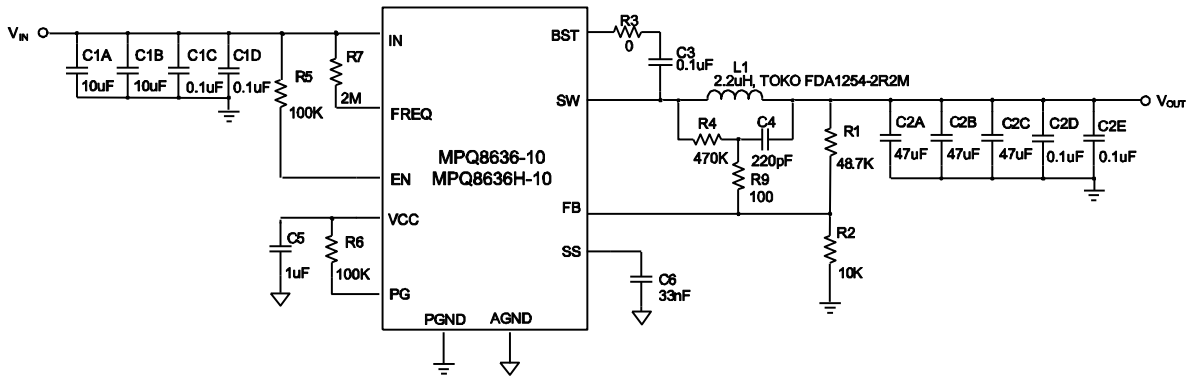 V_IN
C1A
10uF
C1B
10uF
C1C
0.1uF
C1D
0.1uF
R5
100K
R7
2M
IN
FREQ
EN
VCC
PG
PGND
AGND
BST
SW
FB
SS
MPQ8636-10
MPQ8636H-10
C5
1uF
R6
100K
R3
0
C3
0.1uF
L1
2.2uH, TOKO FDA1254-2R2M
R4
470K
C4
220pF
R9
100
R1
48.7K
R2
10K
C6
33nF
C2A
47uF
C2B
47uF
C2C
47uF
C2D
0.1uF
C2E
0.1uF
V_OUT